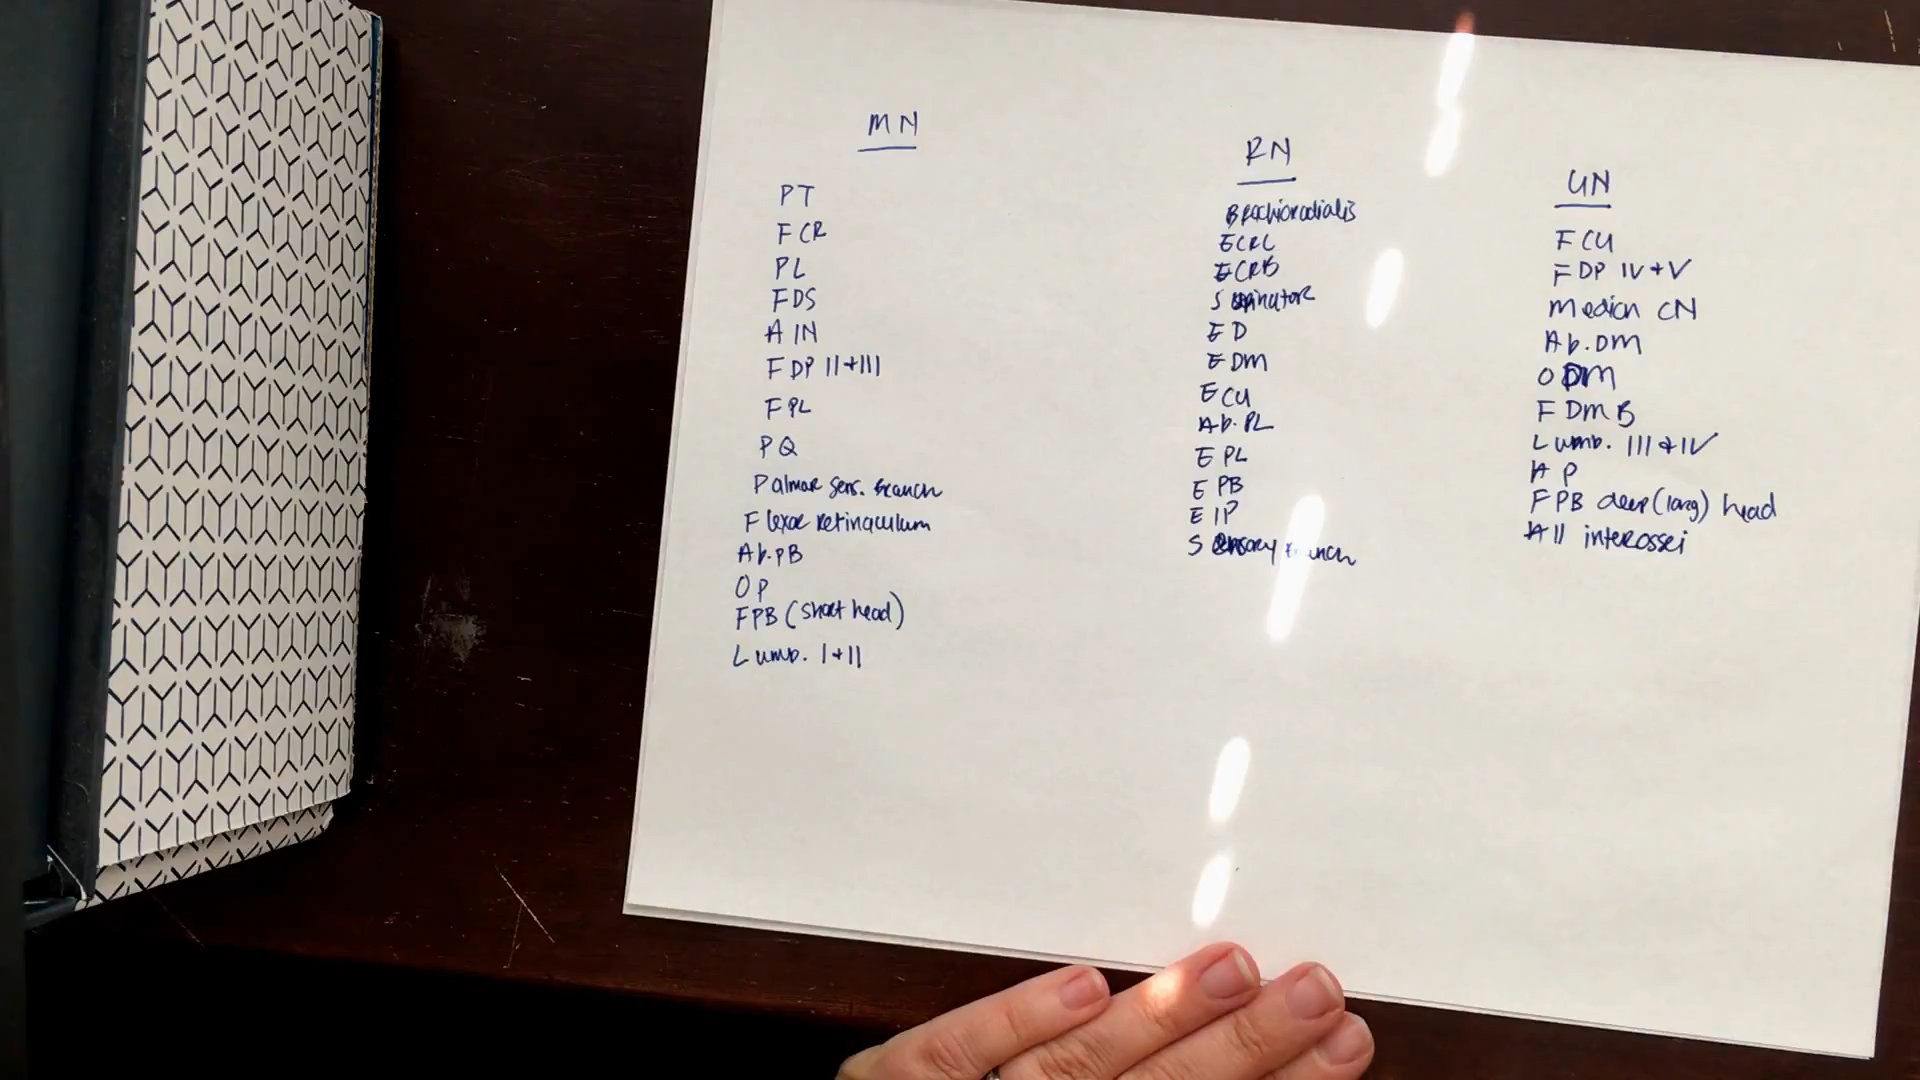 MN
PT
FCR
PL
FDS
AIN
FDP II+III
FPL
PQ
Palmar sens. branch
Flexor retinaculum
Ab.PB
OP
FPB (short head)
Lumb. I+II
RN
Brachioradialis
ECRL
ECRB
Supinator
ED
EDM
ECU
Ab.PL
EPL
EPB
EIP
Sensory branch
UN
FCU
FDP IV+V
Median CN
Ab.DM
ODM
FDMB
Lumb. III+IV
AP
FPB deep (long) head
All interossei